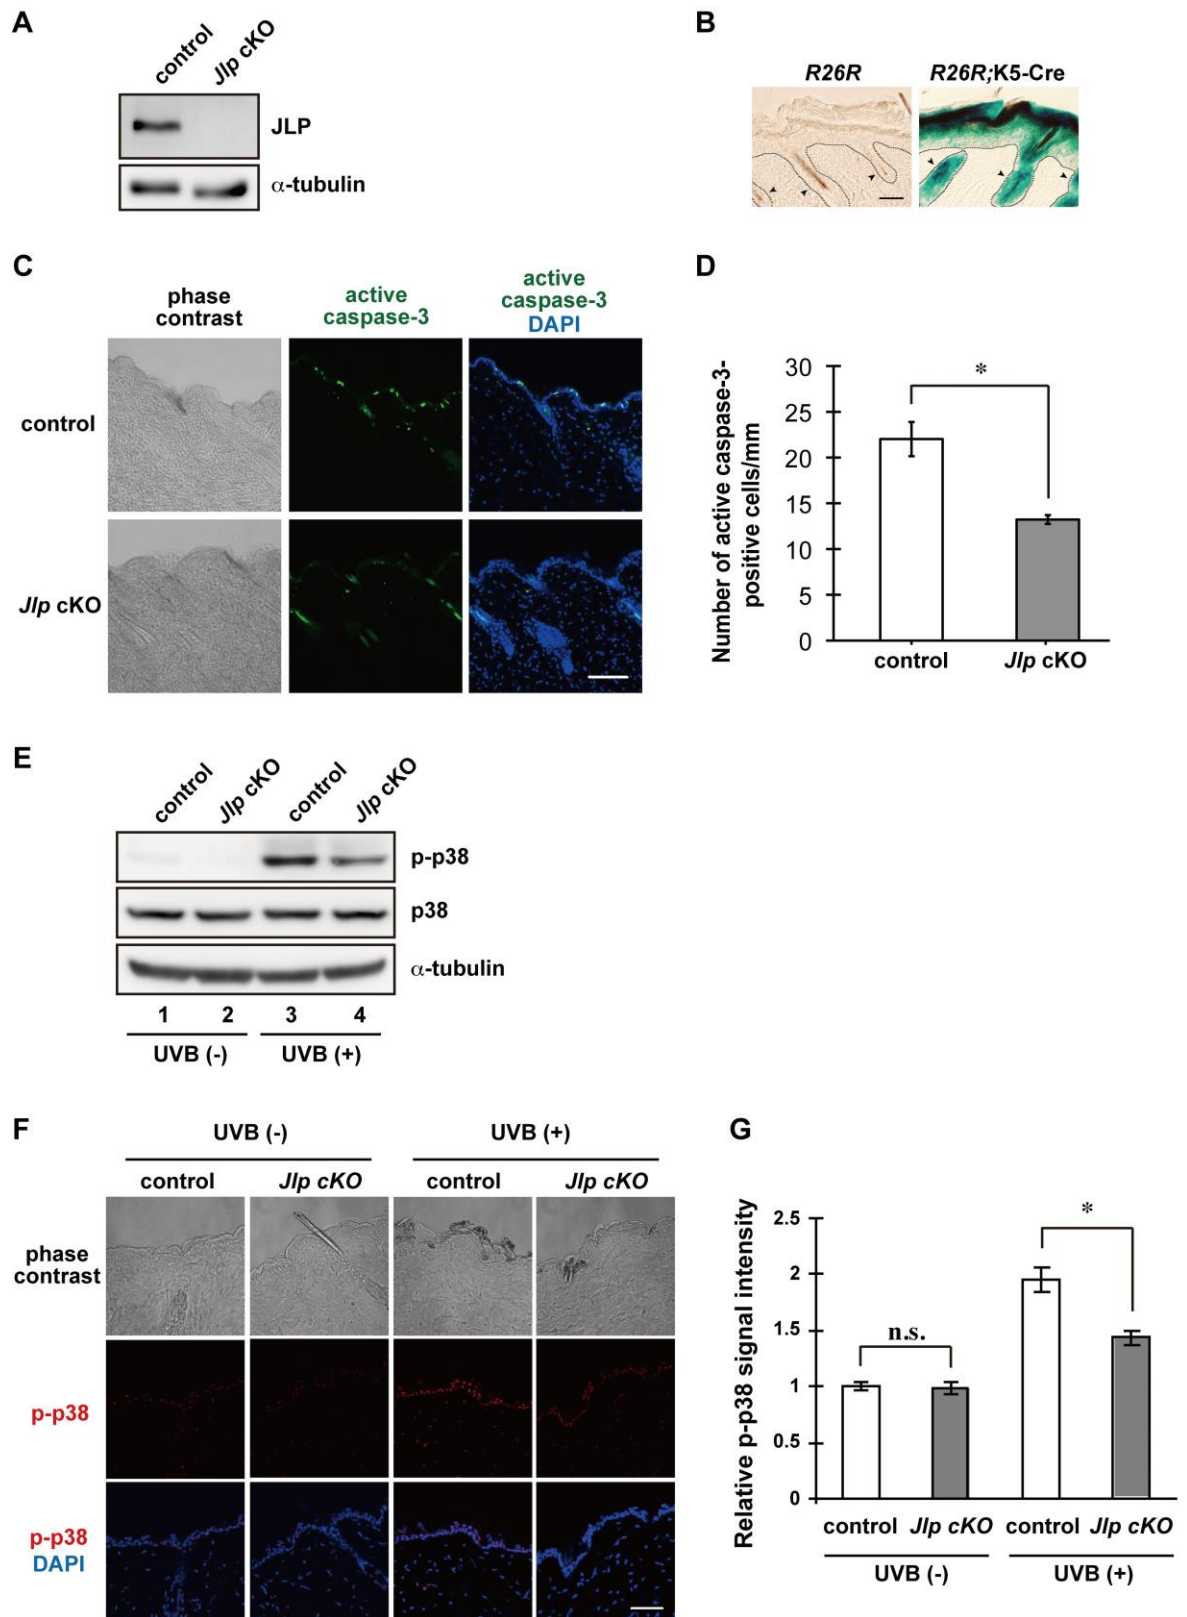 A
control
Jlp cKO
JLP
α-tubulin
B
R26R
R26R;K5-Cre
C
phase
contrast
active
caspase-3
active
caspase-3
DAPI
control
Jlp cKO
D
Number of active caspase-3-
positive cells/mm
30
25
20
15
10
5
0
*
control
Jlp cKO
E
control
Jlp cKO
control
Jlp cKO
p-p38
p38
α-tubulin
1 2 3 4
UVB (-)
UVB (+)
F
UVB (-)
UVB (+)
control
Jlp cKO
control
Jlp cKO
phase
contrast
p-p38
p-p38
DAPI
G
Relative p-p38 signal intensity
2.5
2
1.5
1
0.5
0
n.s.
*
control
Jlp cKO
control
Jlp cKO
UVB (-)
UVB (+)